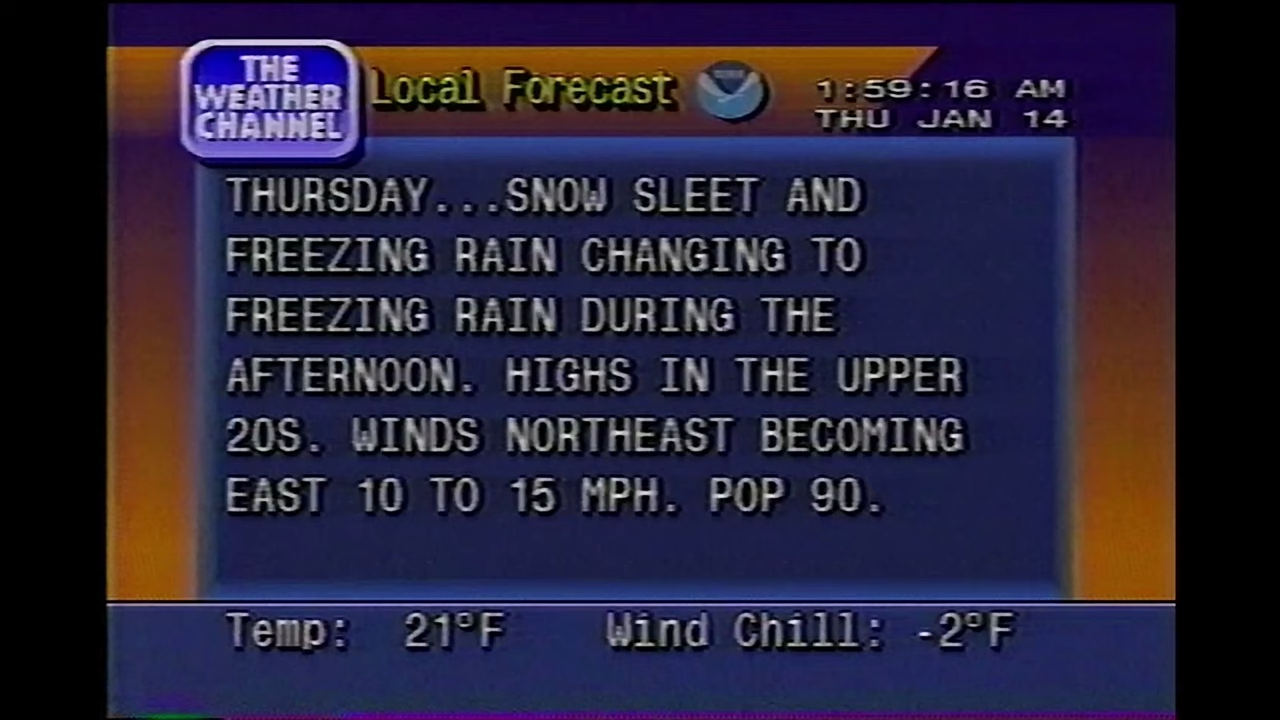 THE
WEATHER
CHANNEL
Local Forecast
1:59:16 AM
THU JAN 14
THURSDAY...SNOW SLEET AND
FREEZING RAIN CHANGING TO
FREEZING RAIN DURING THE
AFTERNOON. HIGHS IN THE UPPER
20S. WINDS NORTHEAST BECOMING
EAST 10 TO 15 MPH. POP 90.
Temp: 21°F Wind Chill: -2°F